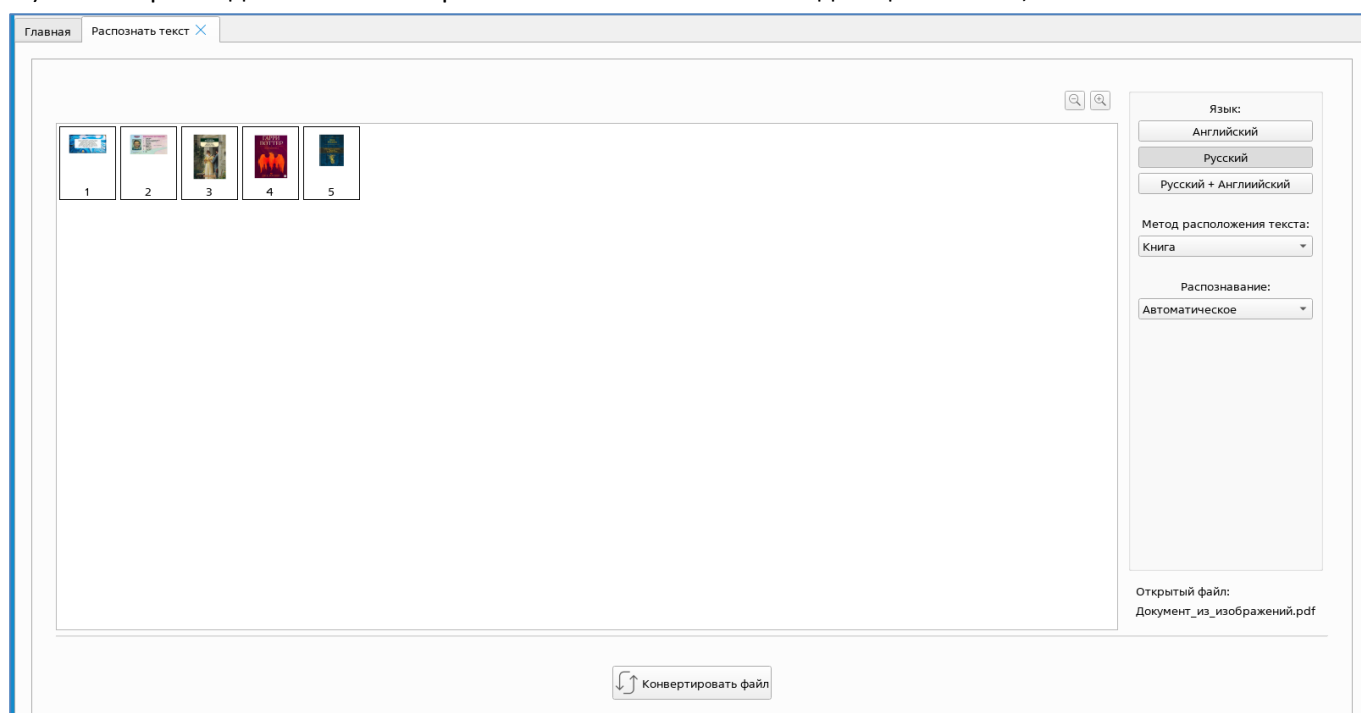 Главная Распознать текст
Язык:
Английский
Русский
Русский + Англиийский
Метод расположения текста:
Книга
Распознавание:
Автоматическое
1 2 3 4 5
Открытый файл:
Документ_из_изображений.pdf
Конвертировать файл